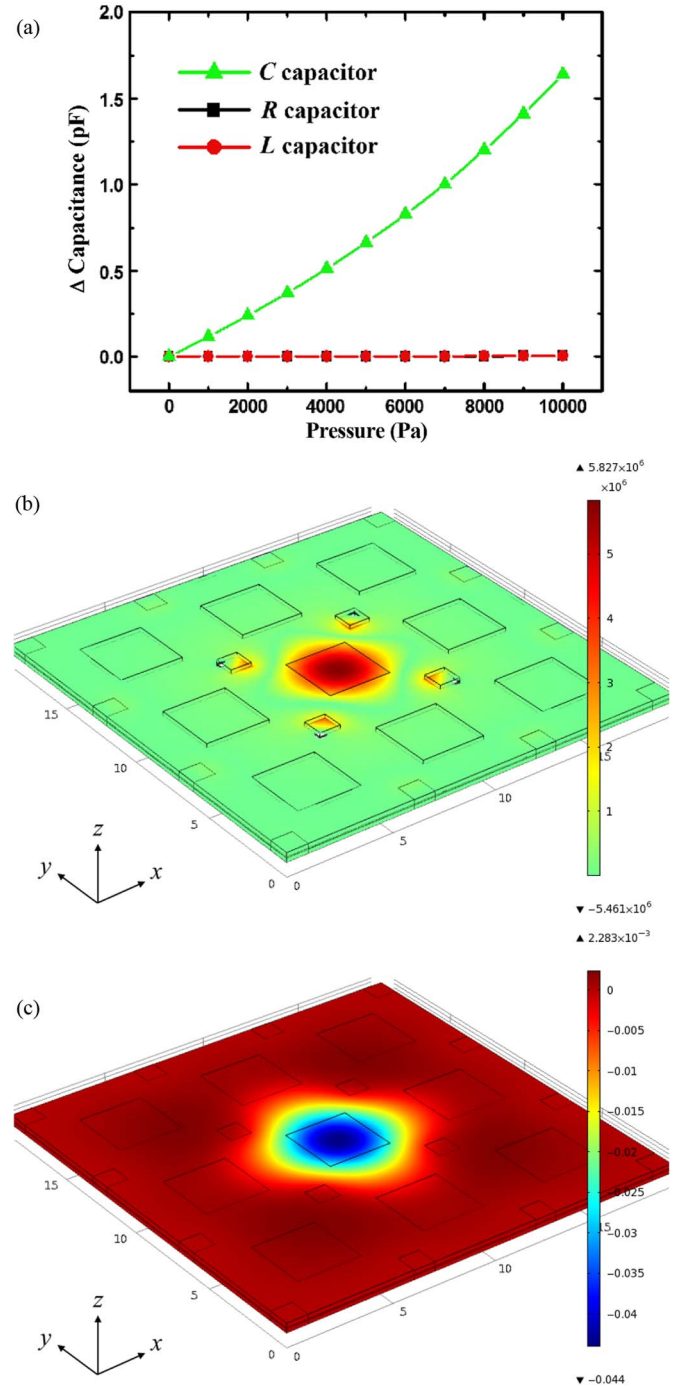 (a)
2.0
1.5
1.0
0.5
0.0
Δ Capacitance (pF)
C capacitor
R capacitor
L capacitor
0 2000 4000 6000 8000 10000
Pressure (Pa)
(b)
▲ 5.827×10⁶
×10⁶
5
4
3
2
15
1
15
10
5
0
0
5
10
z
y
x
▼ −5.461×10⁶
(c)
▲ 2.283×10⁻³
0
−0.005
−0.01
−0.015
−0.02
−0.025
15
−0.03
−0.035
−0.04
15
10
5
0
0
5
10
z
y
x
▼ −0.044